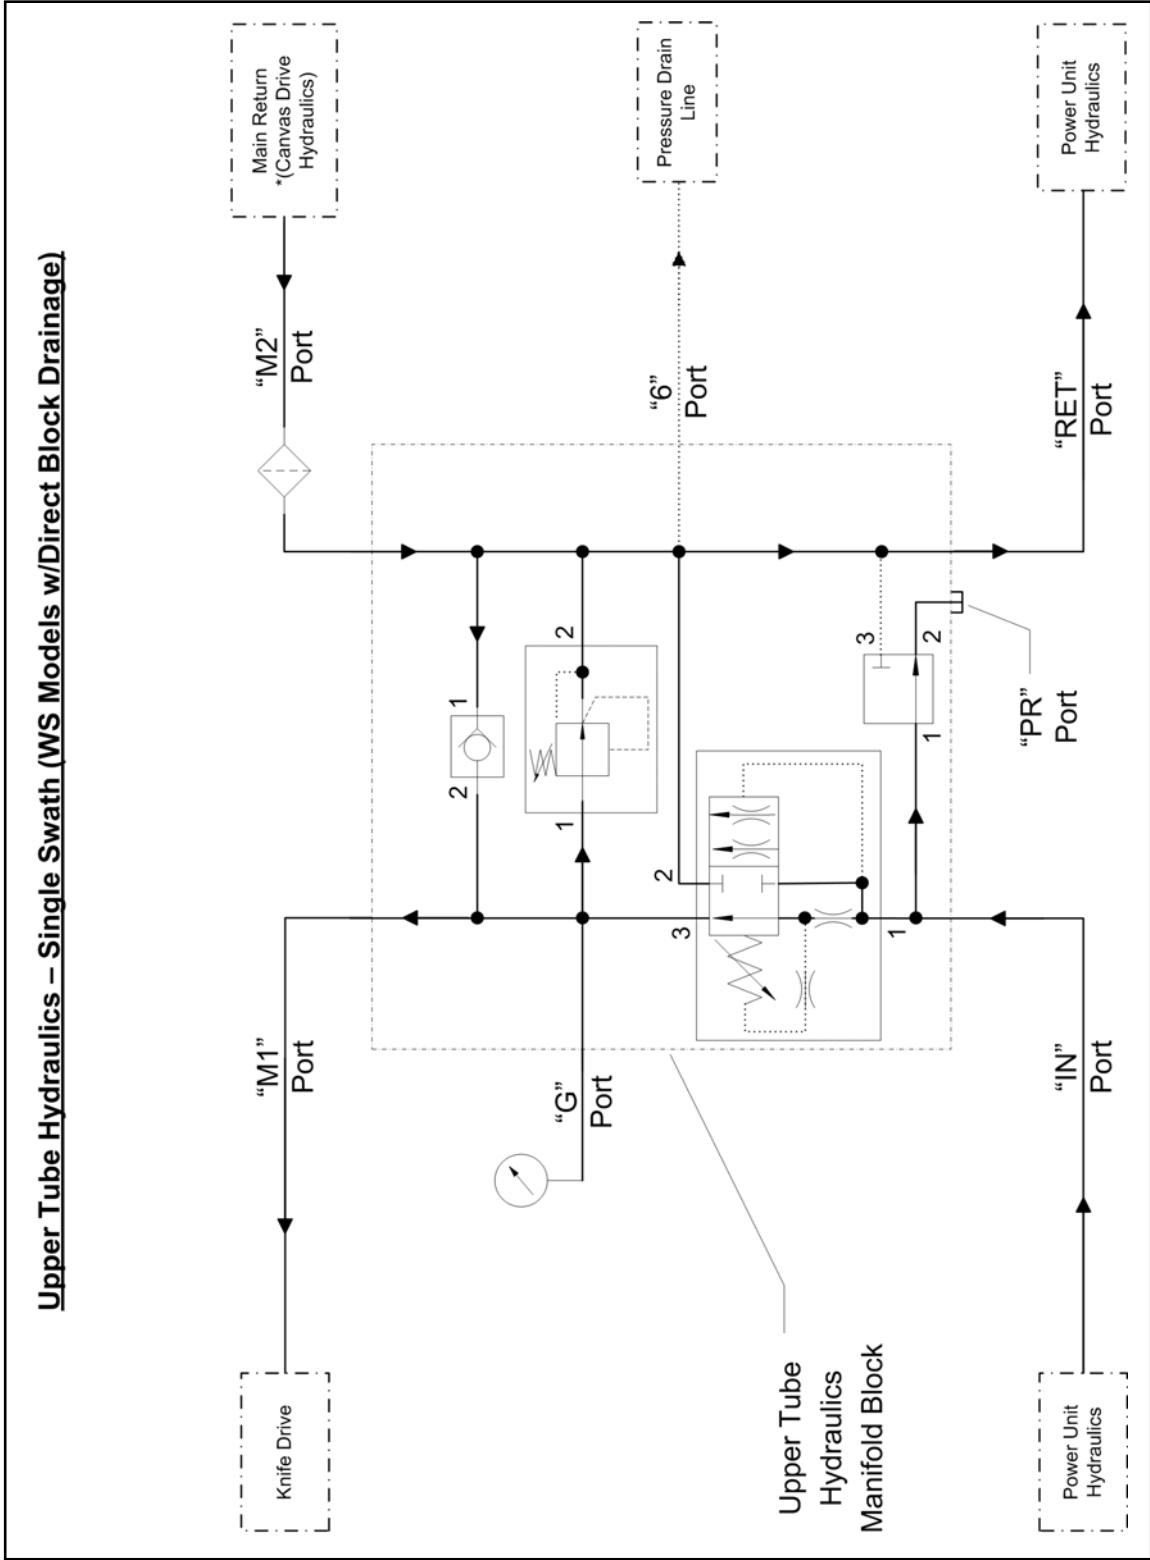 Upper Tube Hydraulics – Single Swath (WS Models w/Direct Block Drainage)
Knife Drive
“M1”
Port
“M2”
Port
Main Return
*(Canvas Drive
Hydraulics)
2
1
“G”
Port
1
2
3
2
1
“6”
Port
Pressure Drain
Line
1
3
2
“PR”
Port
Upper Tube
Hydraulics
Manifold Block
Power Unit
Hydraulics
“IN”
Port
“RET”
Port
Power Unit
Hydraulics